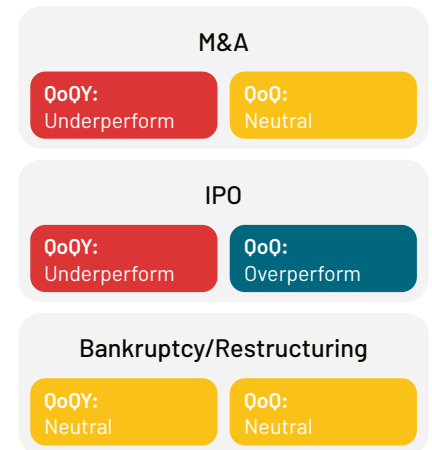 M&A
QoQY: QoQ:
Underperform Neutral
IPO
QoQY: QoQ:
Underperform Overperform
Bankruptcy/Restructuring
QoQY: QoQ:
Neutral Neutral